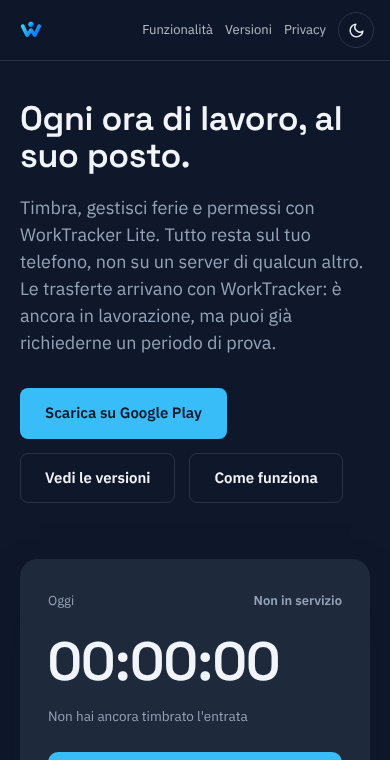 Funzionalità Versioni Privacy
Ogni ora di lavoro, al
suo posto.
Timbra, gestisci ferie e permessi con
WorkTracker Lite. Tutto resta sul tuo
telefono, non su un server di qualcun altro.
Le trasferte arrivano con WorkTracker: è
ancora in lavorazione, ma puoi già
richiederne un periodo di prova.
Scarica su Google Play
Vedi le versioni Come funziona
Oggi Non in servizio
00:00:00
Non hai ancora timbrato l'entrata